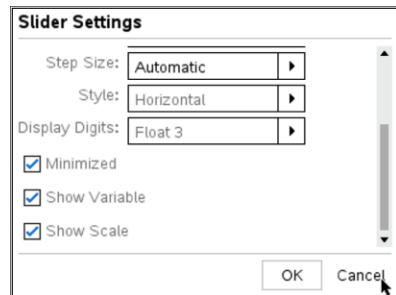 Slider Settings
Step Size: Automatic
Style: Horizontal
Display Digits: Float 3
Minimized
Show Variable
Show Scale
OK Cancel